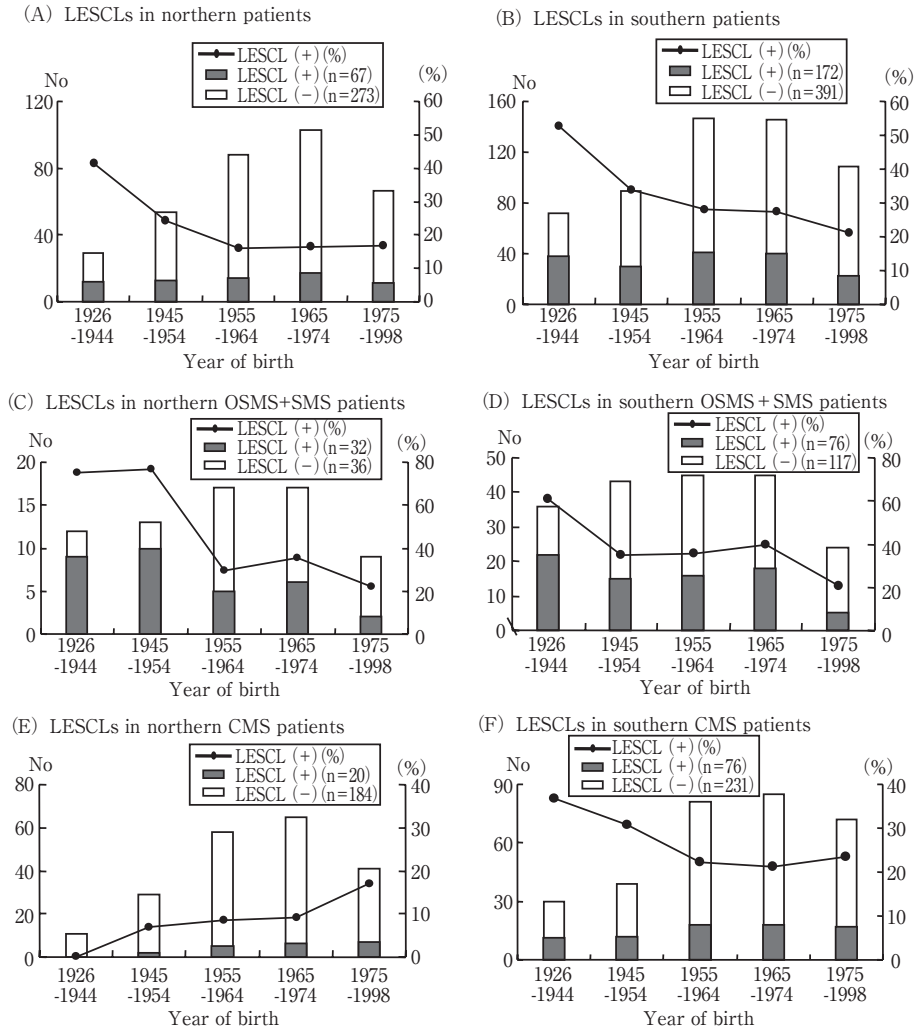 (A) LESCLs in northern patients
LESCL (+)(%)
LESCL (+)(n=67)
LESCL (−)(n=273)
No
(%)
120
80
40
0
60
50
40
30
20
10
0
1926 1945 1955 1965 1975
-1944 -1954 -1964 -1974 -1998
Year of birth
(B) LESCLs in southern patients
LESCL (+)(%)
LESCL (+)(n=172)
LESCL (−)(n=391)
No
(%)
160
120
80
40
0
60
50
40
30
20
10
0
1926 1945 1955 1965 1975
-1944 -1954 -1964 -1974 -1998
Year of birth
(C) LESCLs in northern OSMS+SMS patients
LESCL (+)(%)
LESCL (+)(n=32)
LESCL (−)(n=36)
No
(%)
20
15
10
5
0
80
60
40
20
0
1926 1945 1955 1965 1975
-1944 -1954 -1964 -1974 -1998
Year of birth
(D) LESCLs in southern OSMS + SMS patients
LESCL (+)(%)
LESCL (+)(n=76)
LESCL (−)(n=117)
No
(%)
50
40
30
20
10
0
80
60
40
20
0
1926 1945 1955 1965 1975
-1944 -1954 -1964 -1974 -1998
Year of birth
(E) LESCLs in northern CMS patients
LESCL (+)(%)
LESCL (+)(n=20)
LESCL (−)(n=184)
No
(%)
80
60
40
20
0
40
30
20
10
0
1926 1945 1955 1965 1975
-1944 -1954 -1964 -1974 -1998
Year of birth
(F) LESCLs in southern CMS patients
LESCL (+)(%)
LESCL (+)(n=76)
LESCL (−)(n=231)
No
(%)
90
60
30
0
40
30
20
10
0
1926 1945 1955 1965 1975
-1944 -1954 -1964 -1974 -1998
Year of birth